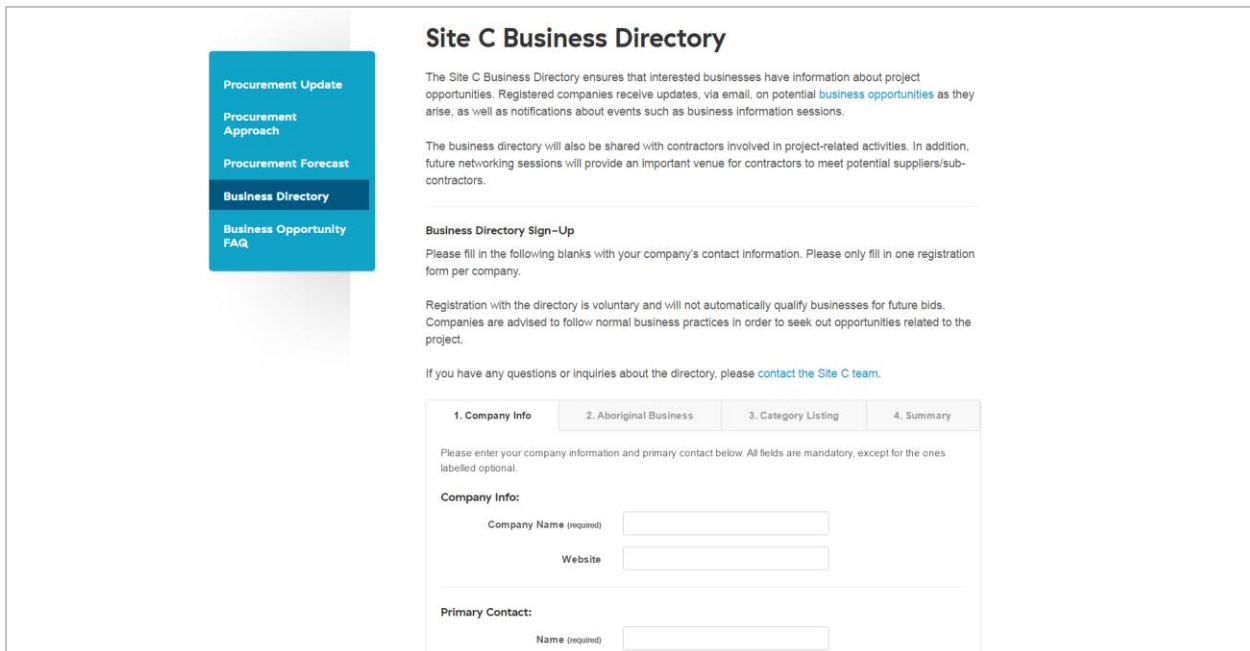 Site C Business Directory
Procurement Update
Procurement
Approach
Procurement Forecast
Business Directory
Business Opportunity
FAQ
The Site C Business Directory ensures that interested businesses have information about project
opportunities. Registered companies receive updates, via email, on potential business opportunities as they
arise, as well as notifications about events such as business information sessions.
The business directory will also be shared with contractors involved in project-related activities. In addition,
future networking sessions will provide an important venue for contractors to meet potential suppliers/sub-
contractors.
Business Directory Sign-Up
Please fill in the following blanks with your company's contact information. Please only fill in one registration
form per company.
Registration with the directory is voluntary and will not automatically qualify businesses for future bids.
Companies are advised to follow normal business practices in order to seek out opportunities related to the
project.
If you have any questions or inquiries about the directory, please contact the Site C team.
1. Company Info 2. Aboriginal Business 3. Category Listing 4. Summary
Please enter your company information and primary contact below. All fields are mandatory, except for the ones
labelled optional.
Company Info:
Company Name (required)
Website
Primary Contact:
Name (required)